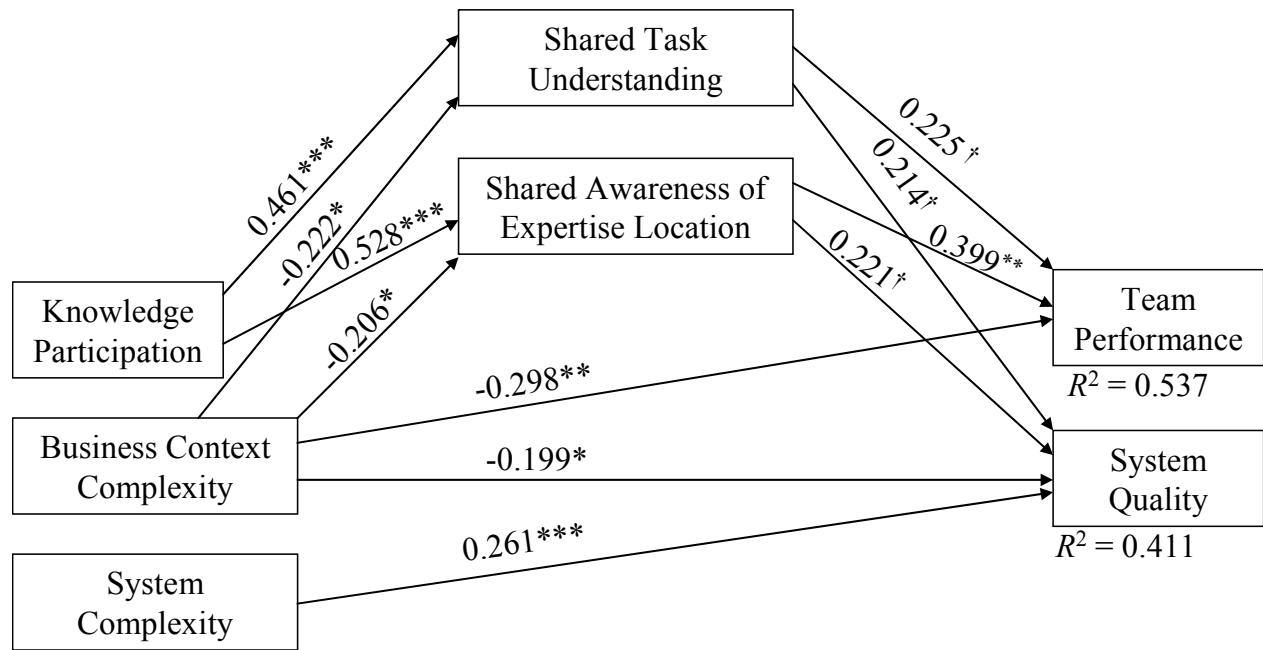 Shared Task
Understanding
0.225 †
0.461***
0.214†
Shared Awareness of
Expertise Location
-0.222*
0.528***
0.399**
0.221†
Knowledge
Participation
Team
Performance
-0.206*
R² = 0.537
-0.298**
Business Context
Complexity
-0.199*
System
Quality
0.261***
R² = 0.411
System
Complexity